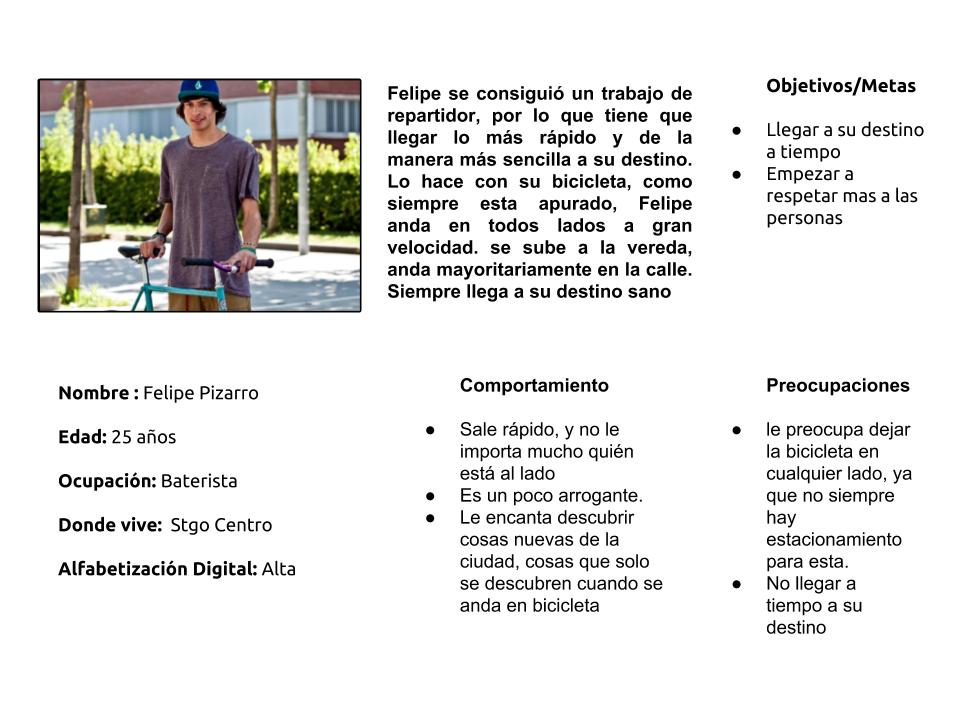 Felipe se consiguió un trabajo de
repartidor, por lo que tiene que
llegar lo más rápido y de la
manera más sencilla a su destino.
Lo hace con su bicicleta, como
siempre esta apurado, Felipe
anda en todos lados a gran
velocidad. se sube a la vereda,
anda mayoritariamente en la calle.
Siempre llega a su destino sano
Objetivos/Metas
● Llegar a su destino
a tiempo
● Empezar a
respetar mas a las
personas
Nombre : Felipe Pizarro
Edad: 25 años
Ocupación: Baterista
Donde vive: Stgo Centro
Alfabetización Digital: Alta
Comportamiento
● Sale rápido, y no le
importa mucho quién
está al lado
● Es un poco arrogante.
● Le encanta descubrir
cosas nuevas de la
ciudad, cosas que solo
se descubren cuando se
anda en bicicleta
Preocupaciones
● le preocupa dejar
la bicicleta en
cualquier lado, ya
que no siempre
hay
estacionamiento
para esta.
● No llegar a
tiempo a su
destino